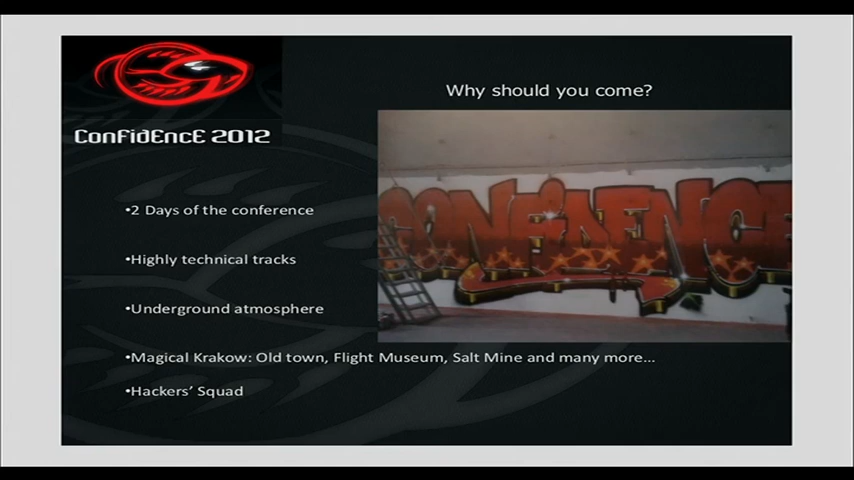 Why should you come?
ConFidEncE 2012
CONFIDENCE
•2 Days of the conference
•Highly technical tracks
•Underground atmosphere
•Magical Krakow: Old town, Flight Museum, Salt Mine and many more...
•Hackers' Squad